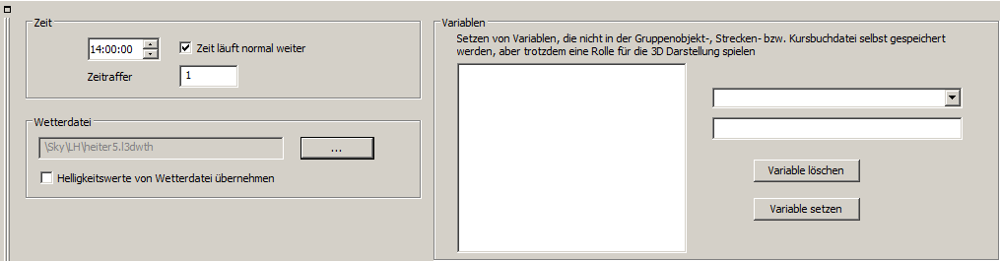 Zeit
14:00:00
Zeit läuft normal weiter
Zeitraffer
1
Wetterdatei
\Sky\LH\heiter5.l3dwth
...
Helligkeitswerte von Wetterdatei übernehmen
Variablen
Setzen von Variablen, die nicht in der Gruppenobjekt-, Strecken- bzw. Kursbuchdatei selbst gespeichert
werden, aber trotzdem eine Rolle für die 3D Darstellung spielen
Variable löschen
Variable setzen